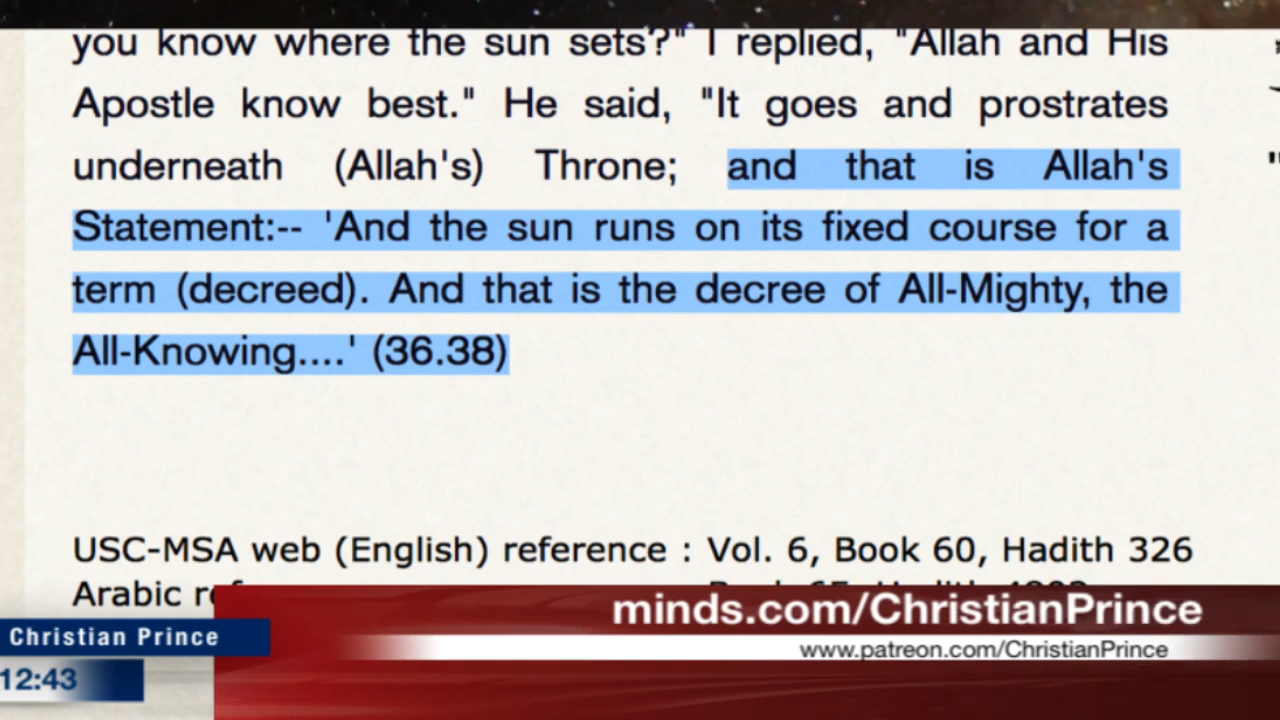 you know where the sun sets?" I replied, "Allah and His
Apostle know best." He said, "It goes and prostrates
underneath (Allah's) Throne; and that is Allah's
Statement:-- 'And the sun runs on its fixed course for a
term (decreed). And that is the decree of All-Mighty, the
All-Knowing....' (36.38)
USC-MSA web (English) reference : Vol. 6, Book 60, Hadith 326
Arabic
minds.com/ChristianPrince
Christian Prince
www.patreon.com/ChristianPrince
12:43